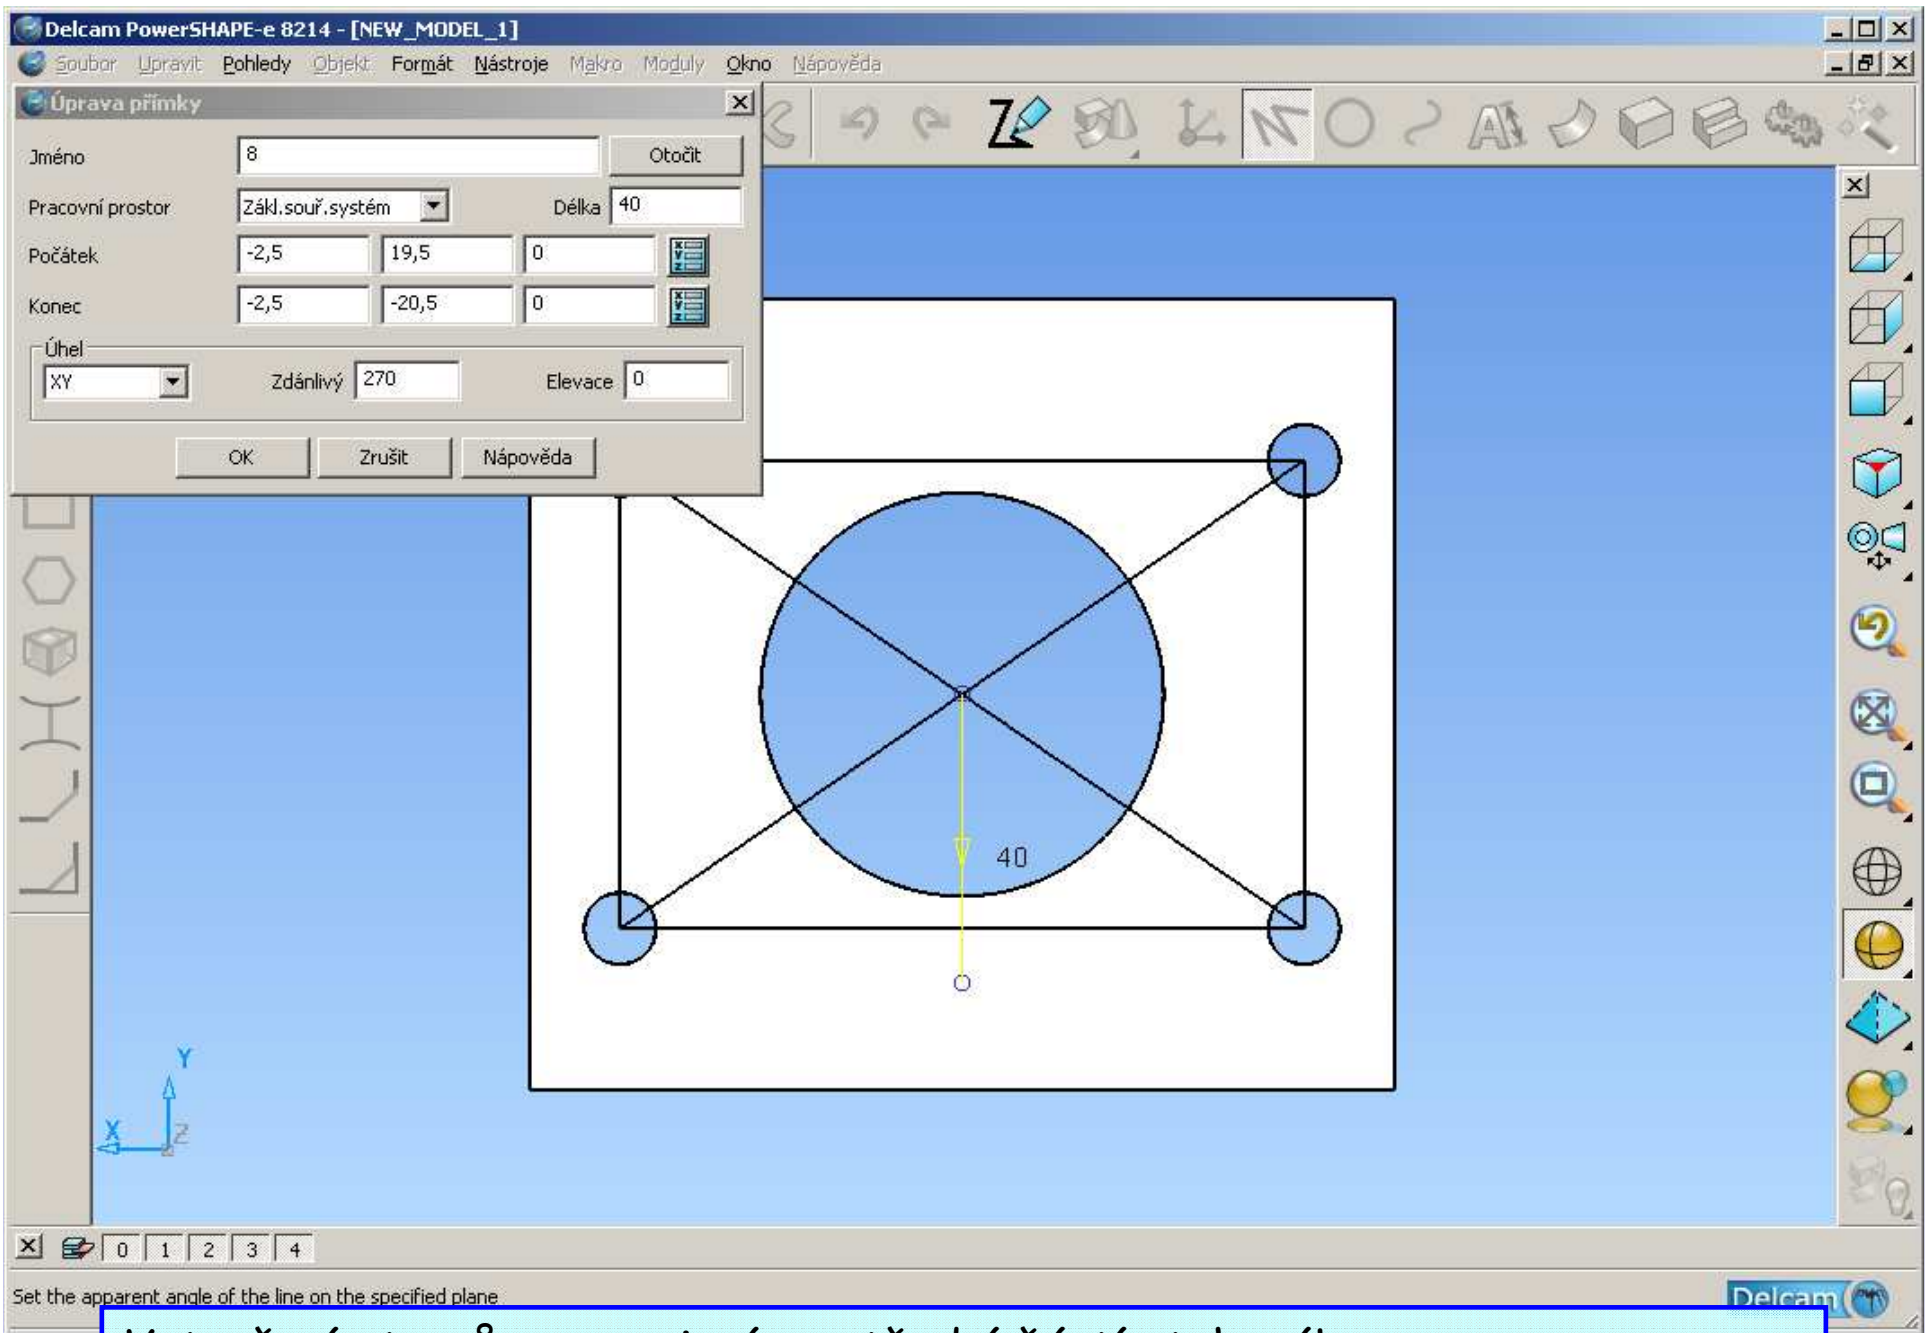 Delcam PowerSHAPE-e 8214 - [NEW_MODEL_1]
Soubor Upravit Pohledy Objekt Formát Nástroje Makro Moduly Okno Nápověda
Úprava přímky
Jméno 8 Otočit
Pracovní prostor Zákl.souř.systém Délka 40
Počátek -2,5 19,5 0
Konec -2,5 -20,5 0
Úhel
XY Zdánlivý 270 Elevace 0
OK Zrušit Nápověda
40
Y
X Z
0 1 2 3 4
Set the apparent angle of the line on the specified plane
Delcam